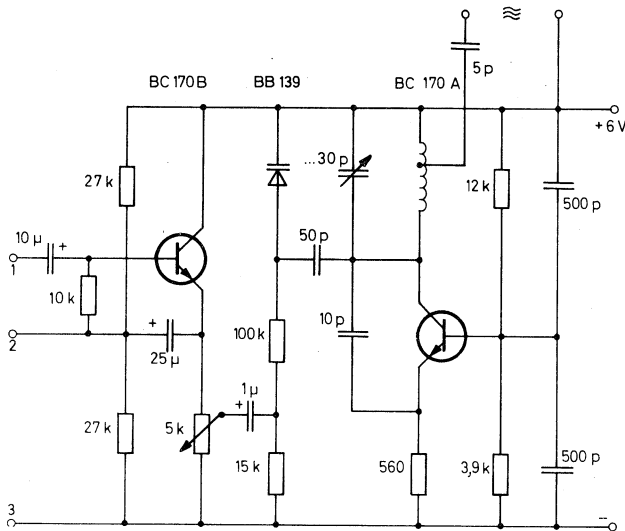 5 p
BC 170 B BB 139 BC 170 A
+ 6 V
...30 p
27 k
12 k
500 p
10 µ +
50 p
1
10 k
10 p
2
+
25 µ
100 k
1 µ
+
27 k
5 k
500 p
15 k
560
3,9 k
3
–